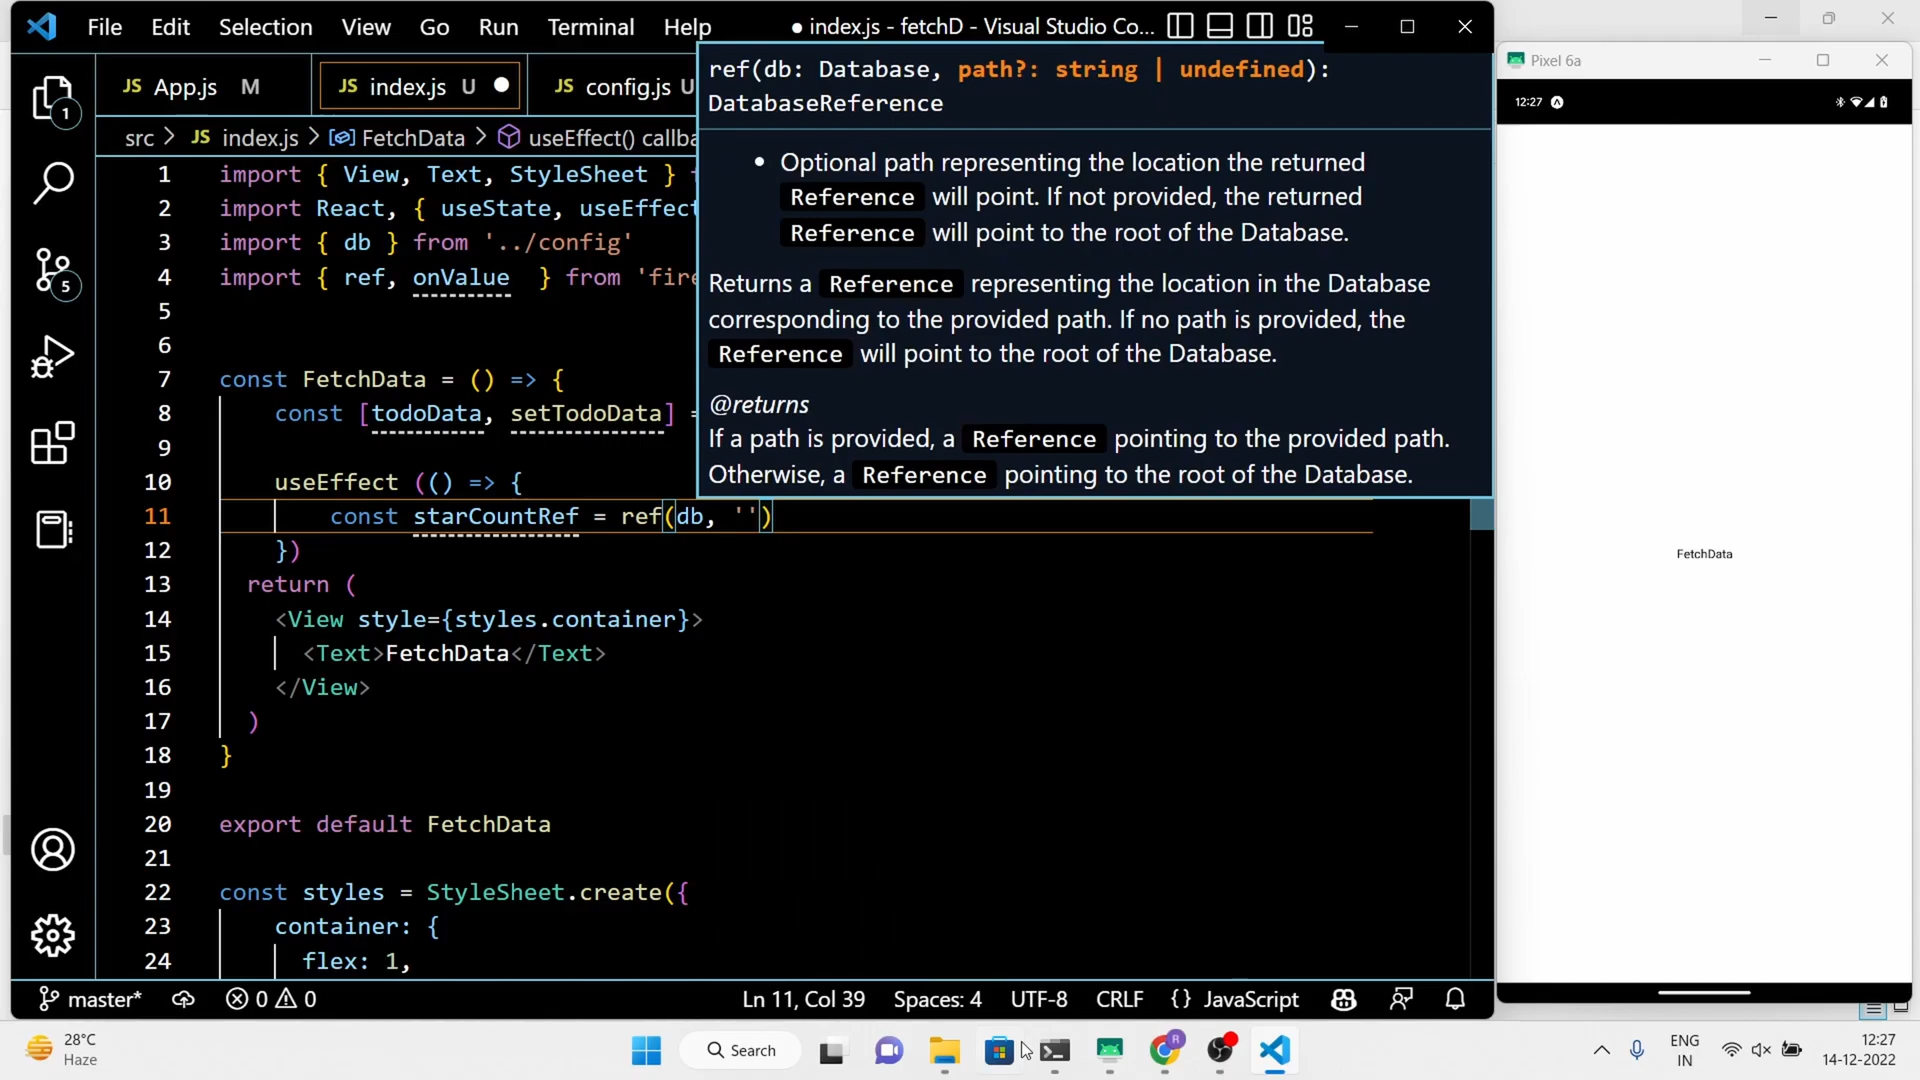 File Edit Selection View Go Run Terminal Help ● index.js - fetchD - Visual Studio Co...
Pixel 6a
12:27
JS App.js M JS index.js U JS config.js U
src > JS index.js > FetchData > useEffect() callba
ref(db: Database, path?: string | undefined):
DatabaseReference
• Optional path representing the location the returned
Reference will point. If not provided, the returned
Reference will point to the root of the Database.
Returns a Reference representing the location in the Database
corresponding to the provided path. If no path is provided, the
Reference will point to the root of the Database.
@returns
If a path is provided, a Reference pointing to the provided path.
Otherwise, a Reference pointing to the root of the Database.
1 import { View, Text, StyleSheet }
2 import React, { useState, useEffect
3 import { db } from '../config'
4 import { ref, onValue } from 'fire
5
6
7 const FetchData = () => {
8 const [todoData, setTodoData] =
9
10 useEffect (() => {
11 const starCountRef = ref(db, '')
12 })
13 return (
14 <View style={styles.container}>
15 <Text>FetchData</Text>
16 </View>
17 )
18 }
19
20 export default FetchData
21
22 const styles = StyleSheet.create({
23 container: {
24 flex: 1,
1
5
FetchData
master* 0 0 Ln 11, Col 39 Spaces: 4 UTF-8 CRLF {} JavaScript
28°C
Haze
Search
R
ENG
IN
12:27
14-12-2022